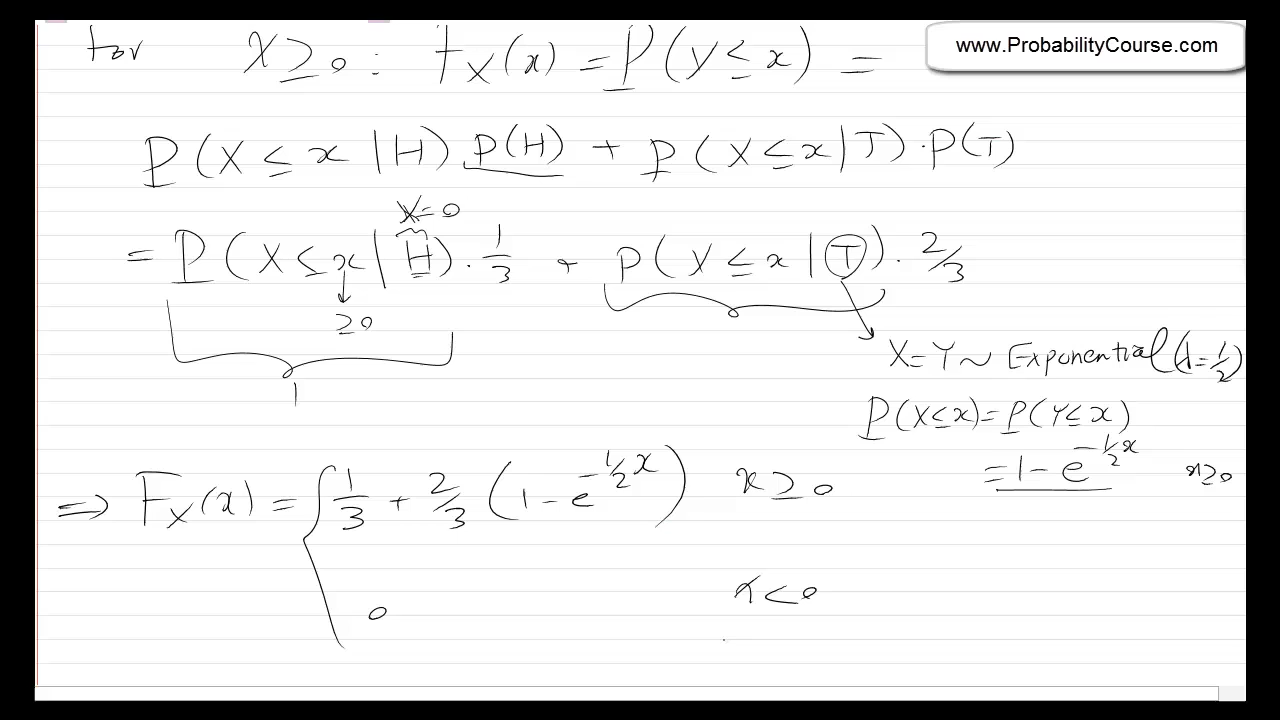 www.ProbabilityCourse.com
for x ≥ 0 : F_X(x) = P(Y ≤ x) =
P(X ≤ x | H) P(H) + P(X ≤ x | T) · P(T)
X = 0
= P(X ≤ x | H) · 1/3 + P(X ≤ x | T) · 2/3
≥ 0
X = Y ~ Exponential(λ = 1/2)
1
P(X ≤ x) = P(Y ≤ x)
= 1 - e^{-1/2 x} x ≥ 0
⇒ F_X(x) = { 1/3 + 2/3 (1 - e^{-1/2 x}) x ≥ 0
0 x < 0